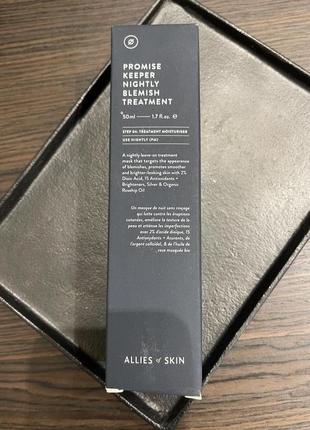 PROMISE
KEEPER
NIGHTLY
BLEMISH
TREATMENT
50ml — 1.7 fl.oz. ℮
STEP 04: TREATMENT MOISTURISER
USE NIGHTLY (PM)
A nightly leave-on treatment
mask that targets the appearance
of blemishes, promotes smoother
and brighter-looking skin with 2%
Dioic Acid, 15 Antioxidants +
Brighteners, Silver & Organic
Rosehip Oil
Un masque de nuit sans rinçage
qui lutte contre les éruptions
cutanées, améliore la texture de la
peau et atténue les imperfections
avec 2% d'acide dioïque, 15
Antioxydants + Azurants, de
l'argent colloïdal, & de l'huile de
rose musquée bio
ALLIES of SKIN